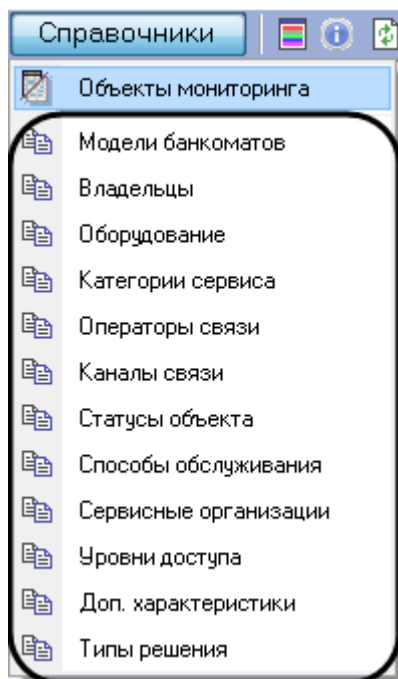 Справочники
Объекты мониторинга
Модели банкоматов
Владельцы
Оборудование
Категории сервиса
Операторы связи
Каналы связи
Статусы объекта
Способы обслуживания
Сервисные организации
Уровни доступа
Доп. характеристики
Типы решения